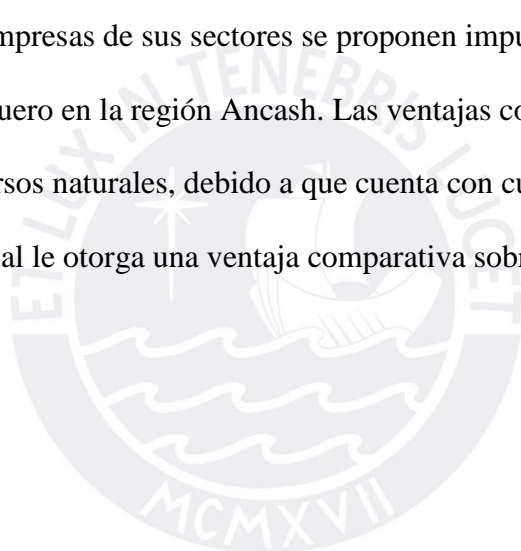 mpresas de sus sectores se proponen impu
uero en la región Ancash. Las ventajas co
rsos naturales, debido a que cuenta con cu
al le otorga una ventaja comparativa sobr
ET LUX IN TENEBRIS LUCET
MCMXVII